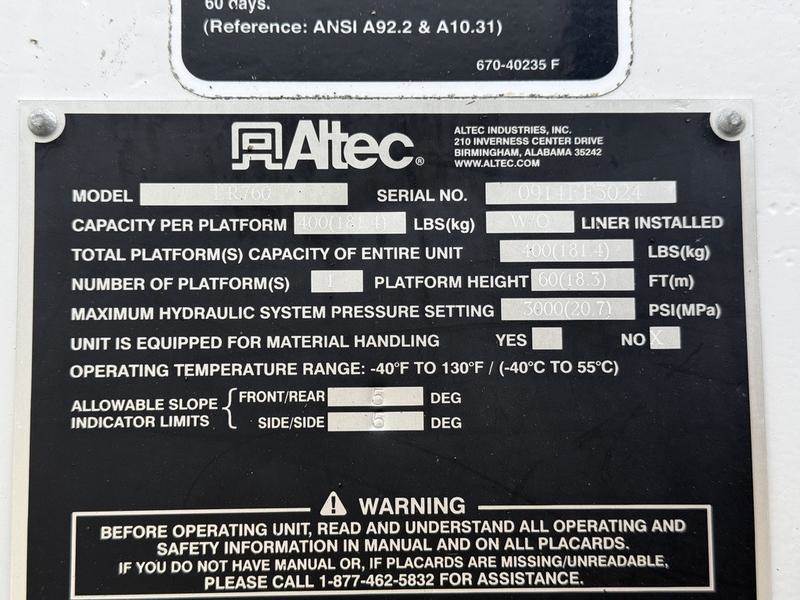 60 days.
(Reference: ANSI A92.2 & A10.31)
670-40235 F
Altec®
ALTEC INDUSTRIES, INC.
210 INVERNESS CENTER DRIVE
BIRMINGHAM, ALABAMA 35242
WWW.ALTEC.COM
MODEL LR760 SERIAL NO.
CAPACITY PER PLATFORM 400(181.4) LBS(kg) W/O LINER INSTALLED
TOTAL PLATFORM(S) CAPACITY OF ENTIRE UNIT 400(181.4) LBS(kg)
NUMBER OF PLATFORM(S) 1 PLATFORM HEIGHT 60(18.3) FT(m)
MAXIMUM HYDRAULIC SYSTEM PRESSURE SETTING 3000(20.7) PSI(MPa)
UNIT IS EQUIPPED FOR MATERIAL HANDLING YES NO X
OPERATING TEMPERATURE RANGE: -40°F TO 130°F / (-40°C TO 55°C)
ALLOWABLE SLOPE INDICATOR LIMITS { FRONT/REAR 5 DEG
SIDE/SIDE DEG
WARNING
BEFORE OPERATING UNIT, READ AND UNDERSTAND ALL OPERATING AND
SAFETY INFORMATION IN MANUAL AND ON ALL PLACARDS.
IF YOU DO NOT HAVE MANUAL OR, IF PLACARDS ARE MISSING/UNREADABLE,
PLEASE CALL 1-877-462-5832 FOR ASSISTANCE.